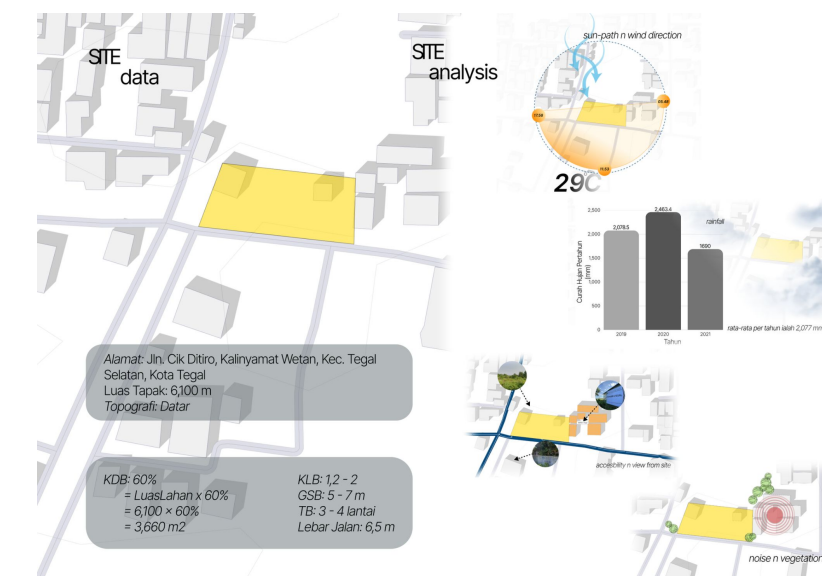 SITE
data
Alamat: Jln. Cik Ditiro, Kalinyamat Wetan, Kec. Tegal
Selatan, Kota Tegal
Luas Tapak: 6,100 m
Topografi: Datar
KDB: 60%
= LuasLahan x 60%
= 6,100 x 60%
= 3,660 m2
KLB: 1,2 - 2
GSB: 5 - 7 m
TB: 3 - 4 lantai
Lebar Jalan: 6,5 m
SITE
analysis
sun-path n wind direction
29C
rainfall
Curah Hujan Pertahun
(mm)
2,500
2,000
1,500
1,000
500
0
2,078.5
2,463.4
1690
2019
2020
2021
Tahun
rata-rata per tahun ialah 2,077 mm
accesbility n view from site
noise n vegetation